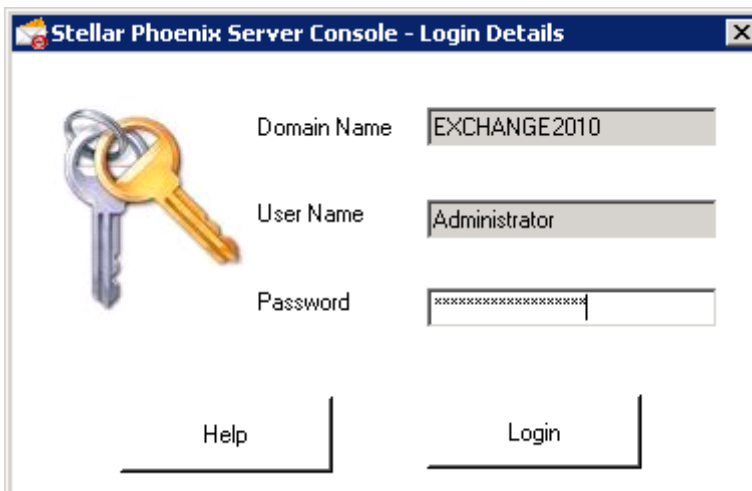 Stellar Phoenix Server Console - Login Details
Domain Name EXCHANGE2010
User Name Administrator
Password *******************
Help Login